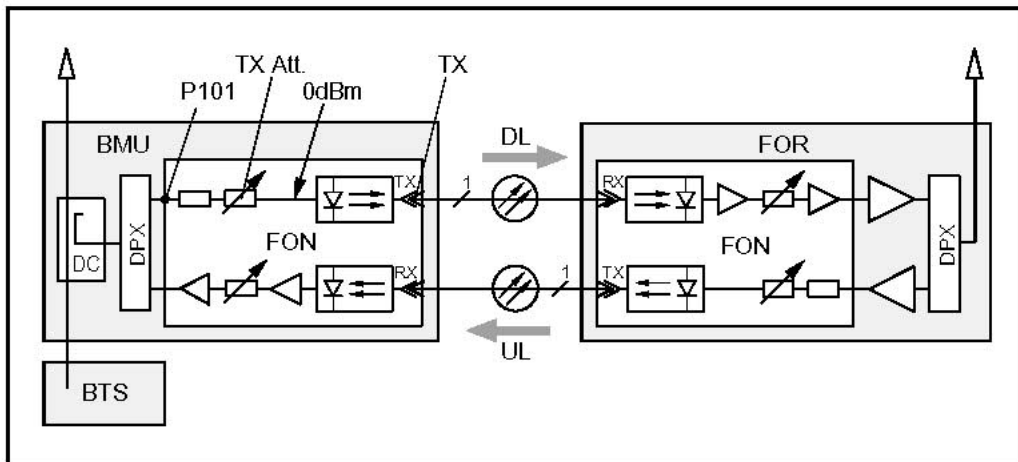 TX Att.
TX
P101
0dBm
BMU
DL
FOR
TX
1
RX
DC
DPX
FON
FON
DPX
RX
1
TX
UL
BTS